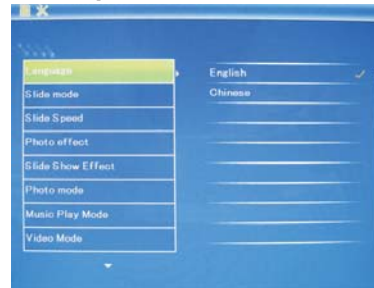 Language
English
Slide mode
Chinese
Slide Speed
Photo effect
Slide Show Effect
Photo mode
Music Play Mode
Video Mode